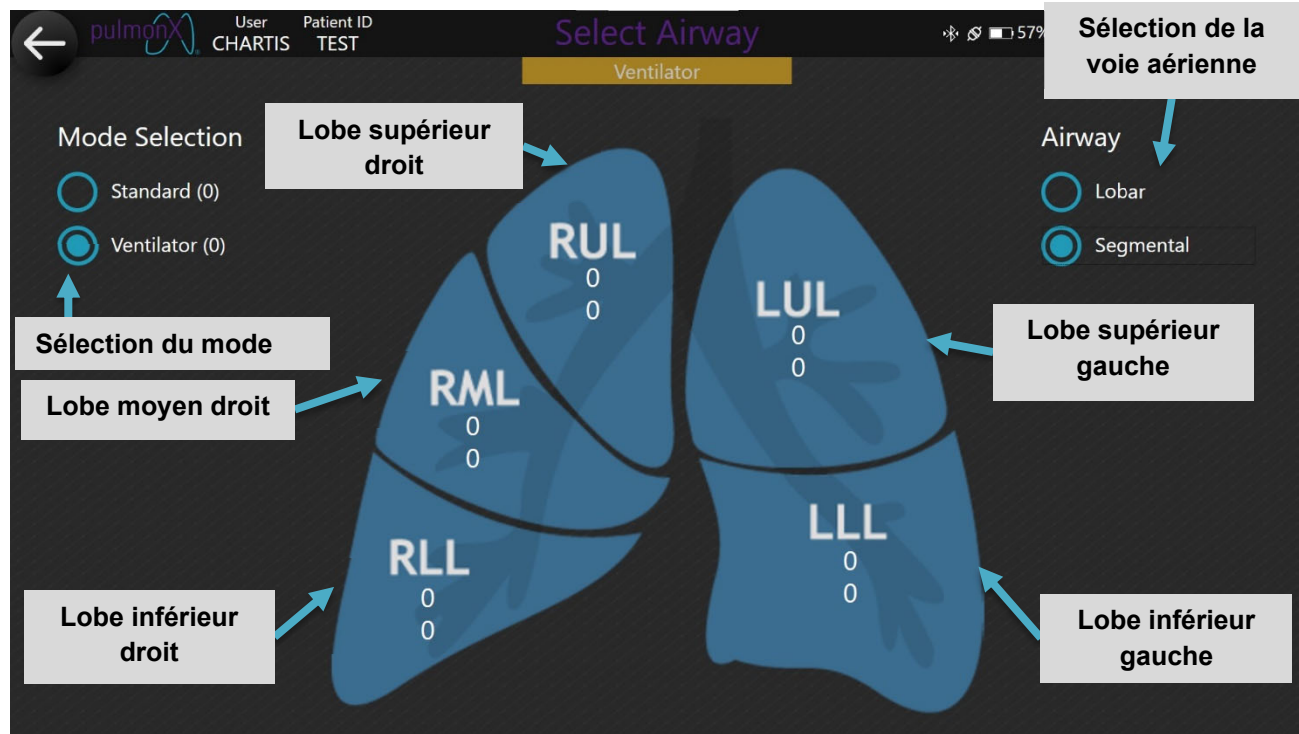 pulmonX
User
CHARTIS
Patient ID
TEST
Select Airway
57%
Ventilator
Sélection de la
voie aérienne
Mode Selection
Standard (0)
Ventilator (0)
Sélection du mode
Lobe supérieur
droit
Airway
Lobar
Segmental
RUL
0
0
LUL
0
0
Lobe supérieur
gauche
Lobe moyen droit
RML
0
0
RLL
0
0
LLL
0
0
Lobe inférieur
droit
Lobe inférieur
gauche